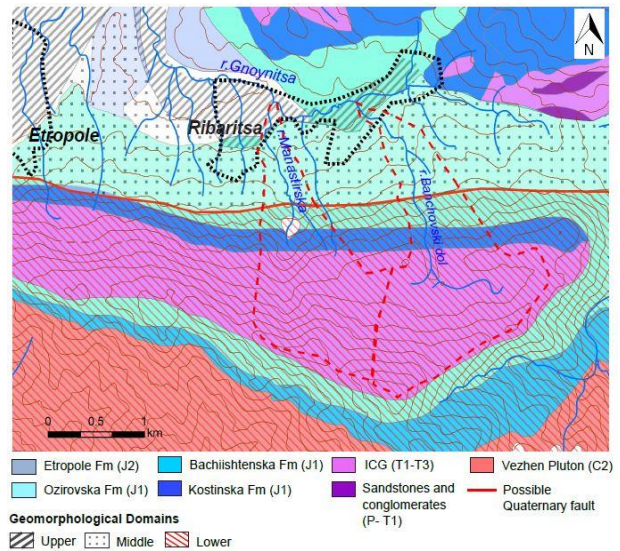 N
r.Gnoynitsa
Etropole
Ribaritsa
r.Manastirska
r.Banchovski dol
0 0.5 1
km
Etropole Fm (J2)
Bachiishtenska Fm (J1)
ICG (T1-T3)
Vezhen Pluton (C2)
Ozirovska Fm (J1)
Kostinska Fm (J1)
Sandstones and
conglomerates
(P- T1)
Possible
Quaternary fault
Geomorphological Domains
Upper
Middle
Lower